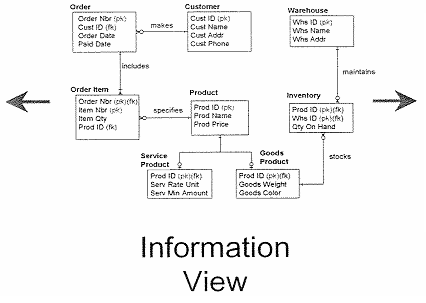 Order
Order Nbr (pk)
Cust ID (fk)
Order Date
Paid Date
makes
Customer
Cust ID (pk)
Cust Name
Cust Addr
Cust Phone
Warehouse
Whs ID (pk)
Whs Name
Whs Addr
includes
maintains
Order Item
Order Nbr (pk)(fk)
Item Nbr (pk)
Item Qty
Prod ID (fk)
specifies
Product
Prod ID (pk)
Prod Name
Prod Price
Inventory
Prod ID (pk)(fk)
Whs ID (pk)(fk)
Qty On Hand
stocks
Service
Product
Prod ID (pk)(fk)
Serv Rate Unit
Serv Min Amount
Goods
Product
Prod ID (pk)(fk)
Goods Weight
Goods Color
Information
View